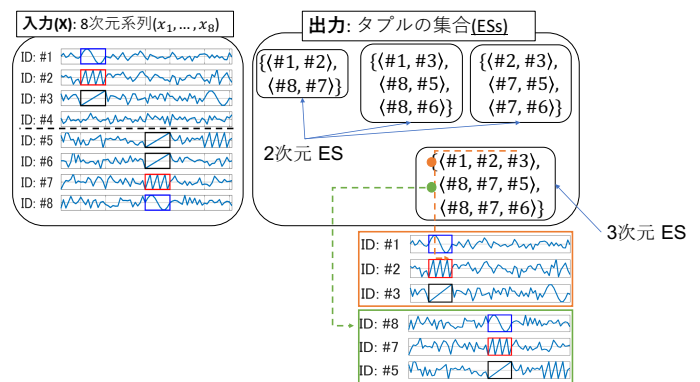 入力(X): 8次元系列(x₁, …, x₈)
ID: #1
ID: #2
ID: #3
ID: #4
ID: #5
ID: #6
ID: #7
ID: #8
出力: タプルの集合(ESs)
{⟨#1, #2⟩,
⟨#8, #7⟩}
{⟨#1, #3⟩,
⟨#8, #5⟩,
⟨#8, #6⟩}
{⟨#2, #3⟩,
⟨#7, #5⟩,
⟨#7, #6⟩}
2次元 ES
{⟨#1, #2, #3⟩,
⟨#8, #7, #5⟩,
⟨#8, #7, #6⟩}
3次元 ES
ID: #1
ID: #2
ID: #3
ID: #8
ID: #7
ID: #5